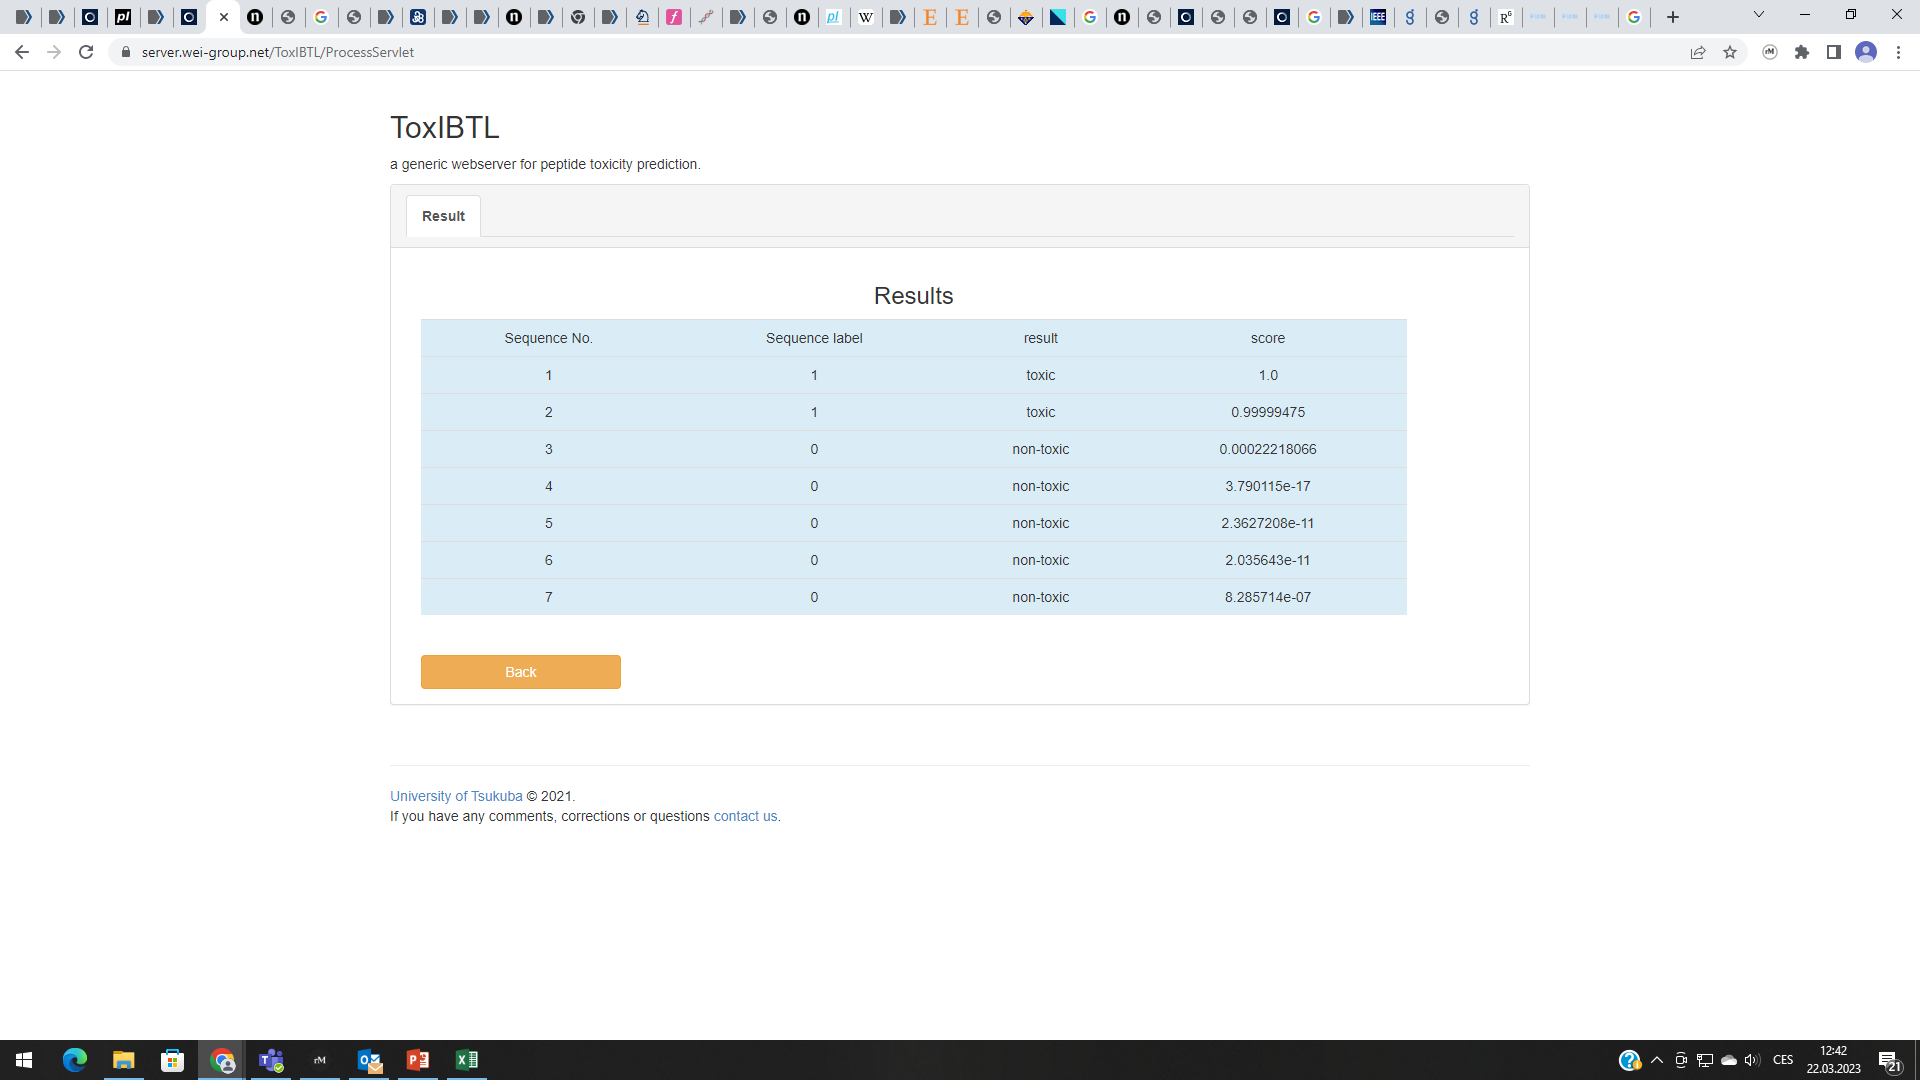 server.wei-group.net/ToxIBTL/ProcessServlet
ToxIBTL
a generic webserver for peptide toxicity prediction.
Result
Results
Sequence No. Sequence label result score
1 1 toxic 1.0
2 1 toxic 0.99999475
3 0 non-toxic 0.00022218066
4 0 non-toxic 3.790115e-17
5 0 non-toxic 2.3627208e-11
6 0 non-toxic 2.035643e-11
7 0 non-toxic 8.285714e-07
Back
University of Tsukuba © 2021.
If you have any comments, corrections or questions contact us.
CES
12:42
22.03.2023
21